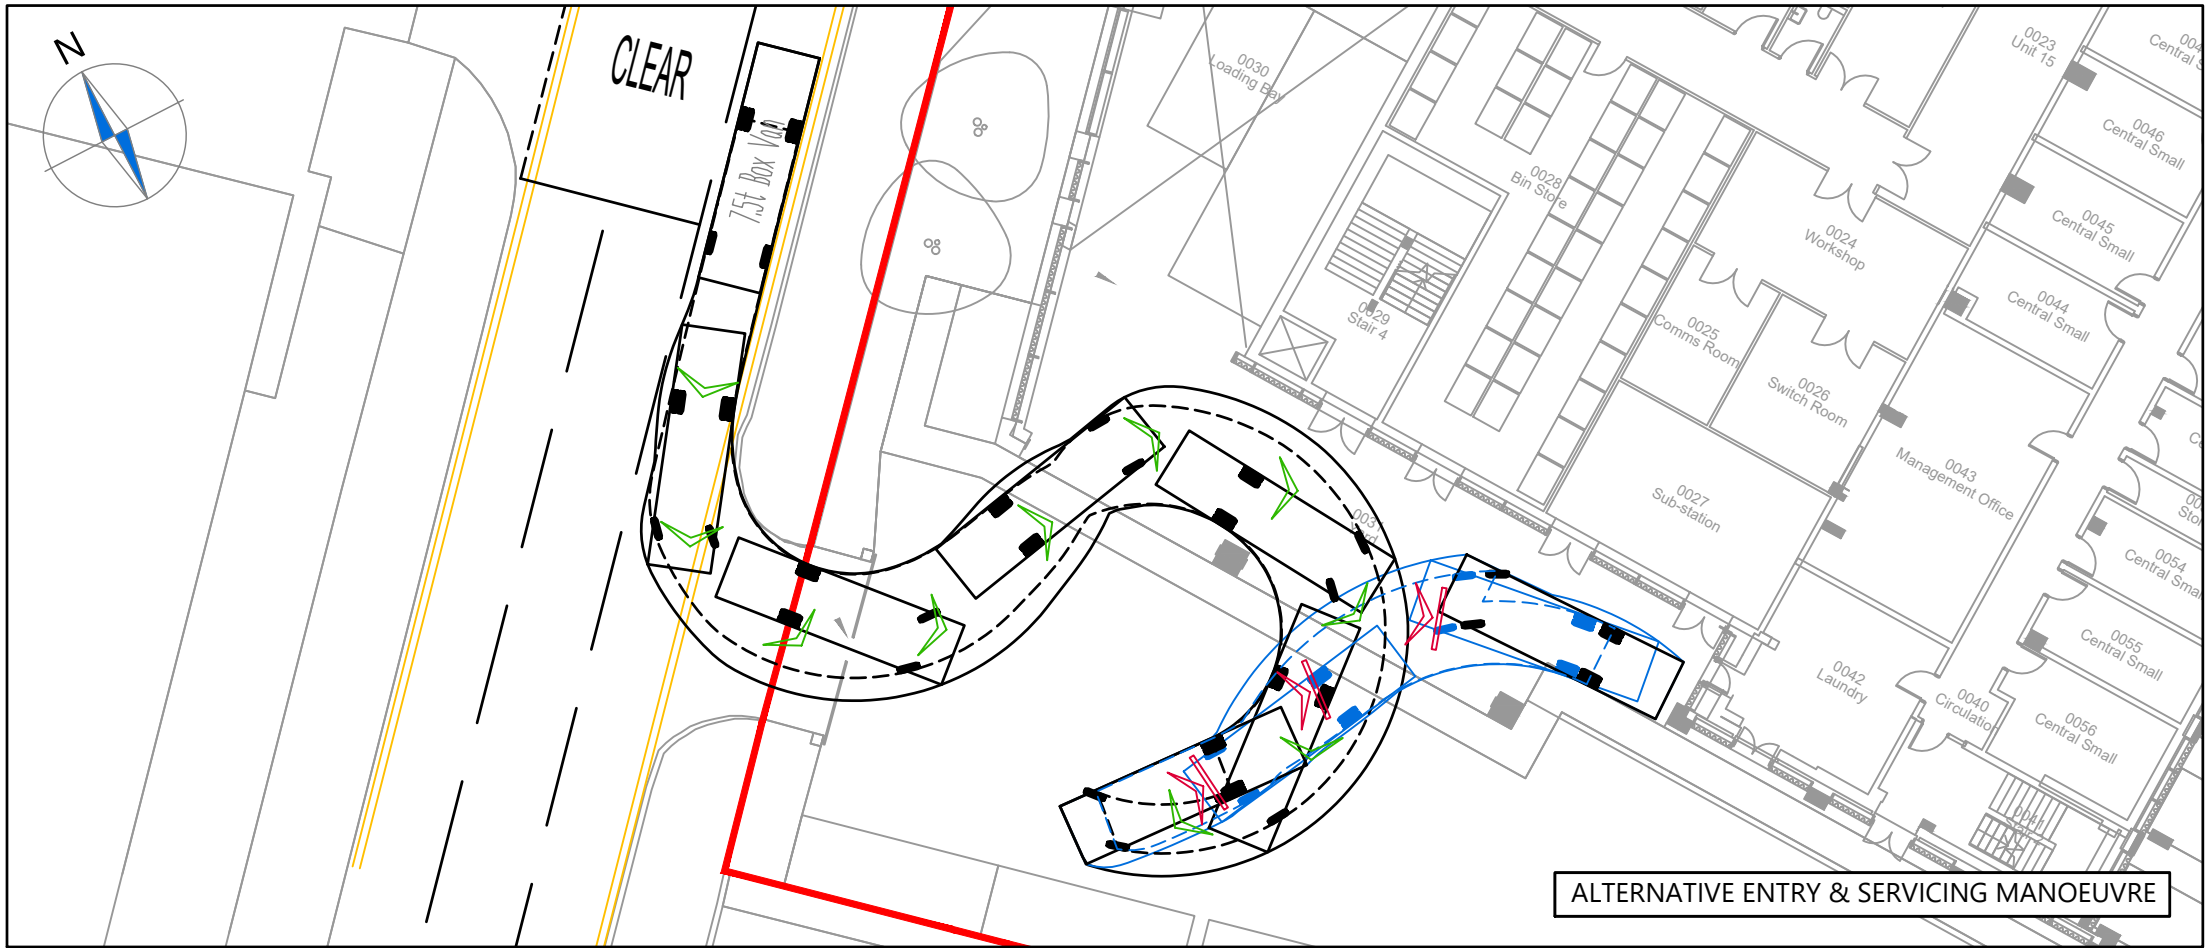 N
CLEAR
7.5t Box Van
0030
Loading Bay
0028
Bin Store
0029
Stair 4
0023
Unit 15
0046
Central Small
0045
Central Small
0044
Central Small
0024
Workshop
0025
Comms Room
0026
Switch Room
0043
Management Office
0027
Sub-station
0031
0054
0055
Central Small
0042
Laundry
0040
Circulation
0056
Central Small
0041
ALTERNATIVE ENTRY & SERVICING MANOEUVRE